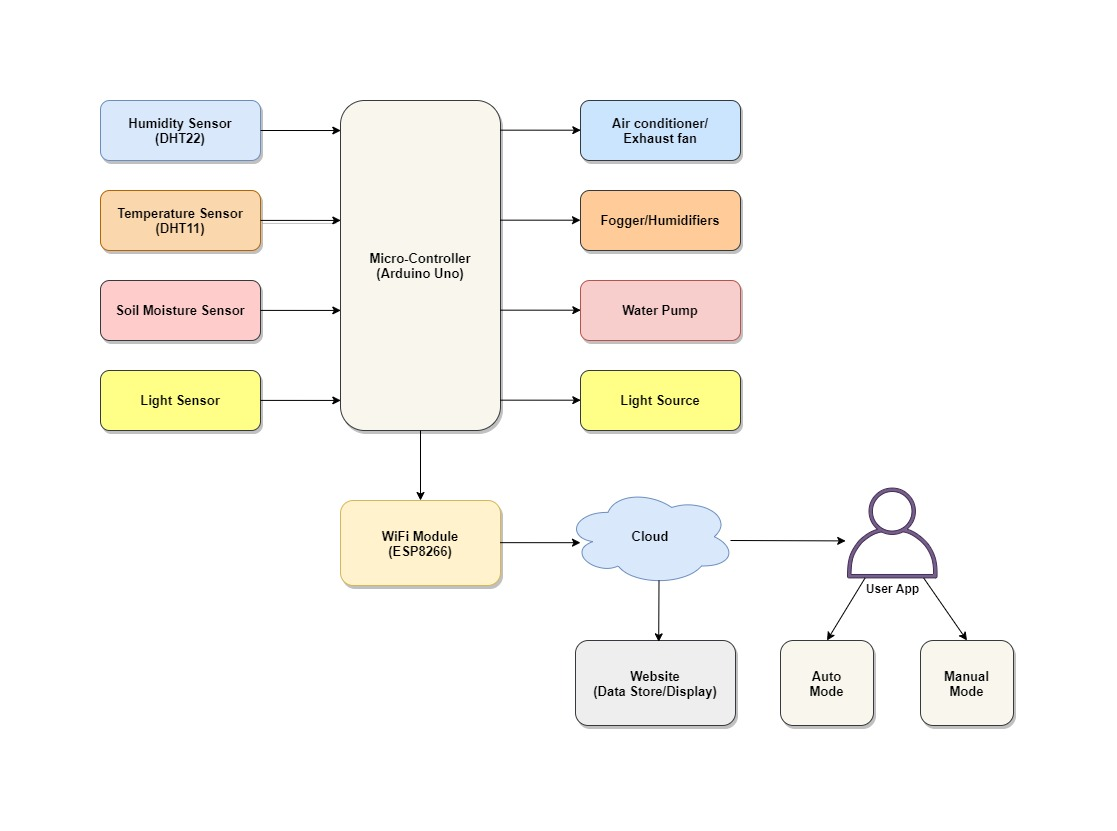 Humidity Sensor
(DHT22)
Air conditioner/
Exhaust fan
Temperature Sensor
(DHT11)
Fogger/Humidifiers
Micro-Controller
(Arduino Uno)
Soil Moisture Sensor
Water Pump
Light Sensor
Light Source
WiFi Module
(ESP8266)
Cloud
User App
Website
(Data Store/Display)
Auto
Mode
Manual
Mode